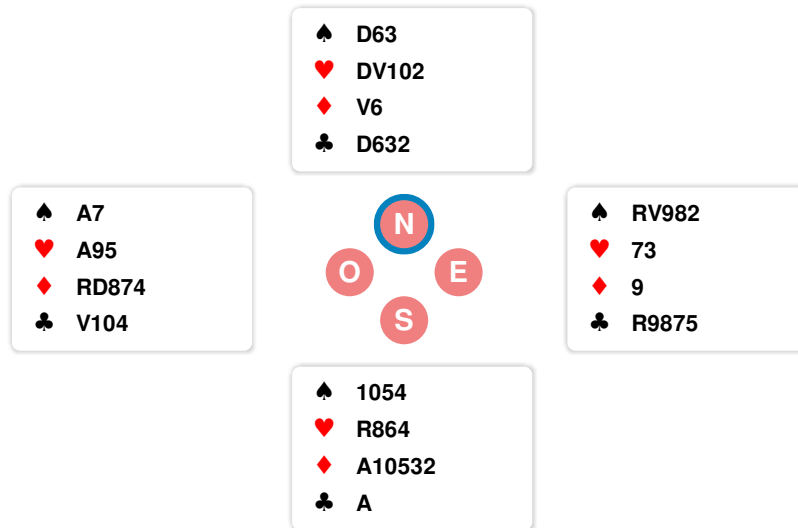 ♠ D63
♥ DV102
♦ V6
♣ D632
♠ A7
♥ A95
♦ RD874
♣ V104
N
O
E
S
♠ RV982
♥ 73
♦ 9
♣ R9875
♠ 1054
♥ R864
♦ A10532
♣ A